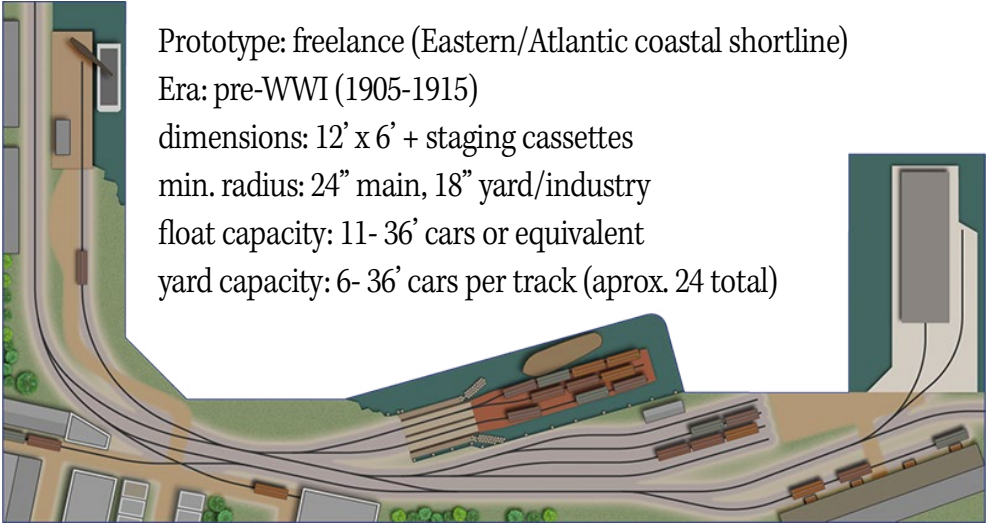 Prototype: freelance (Eastern/Atlantic coastal shortline)
Era: pre-WWI (1905-1915)
dimensions: 12’ x 6’ + staging cassettes
min. radius: 24” main, 18” yard/industry
float capacity: 11- 36’ cars or equivalent
yard capacity: 6- 36’ cars per track (aprox. 24 total)